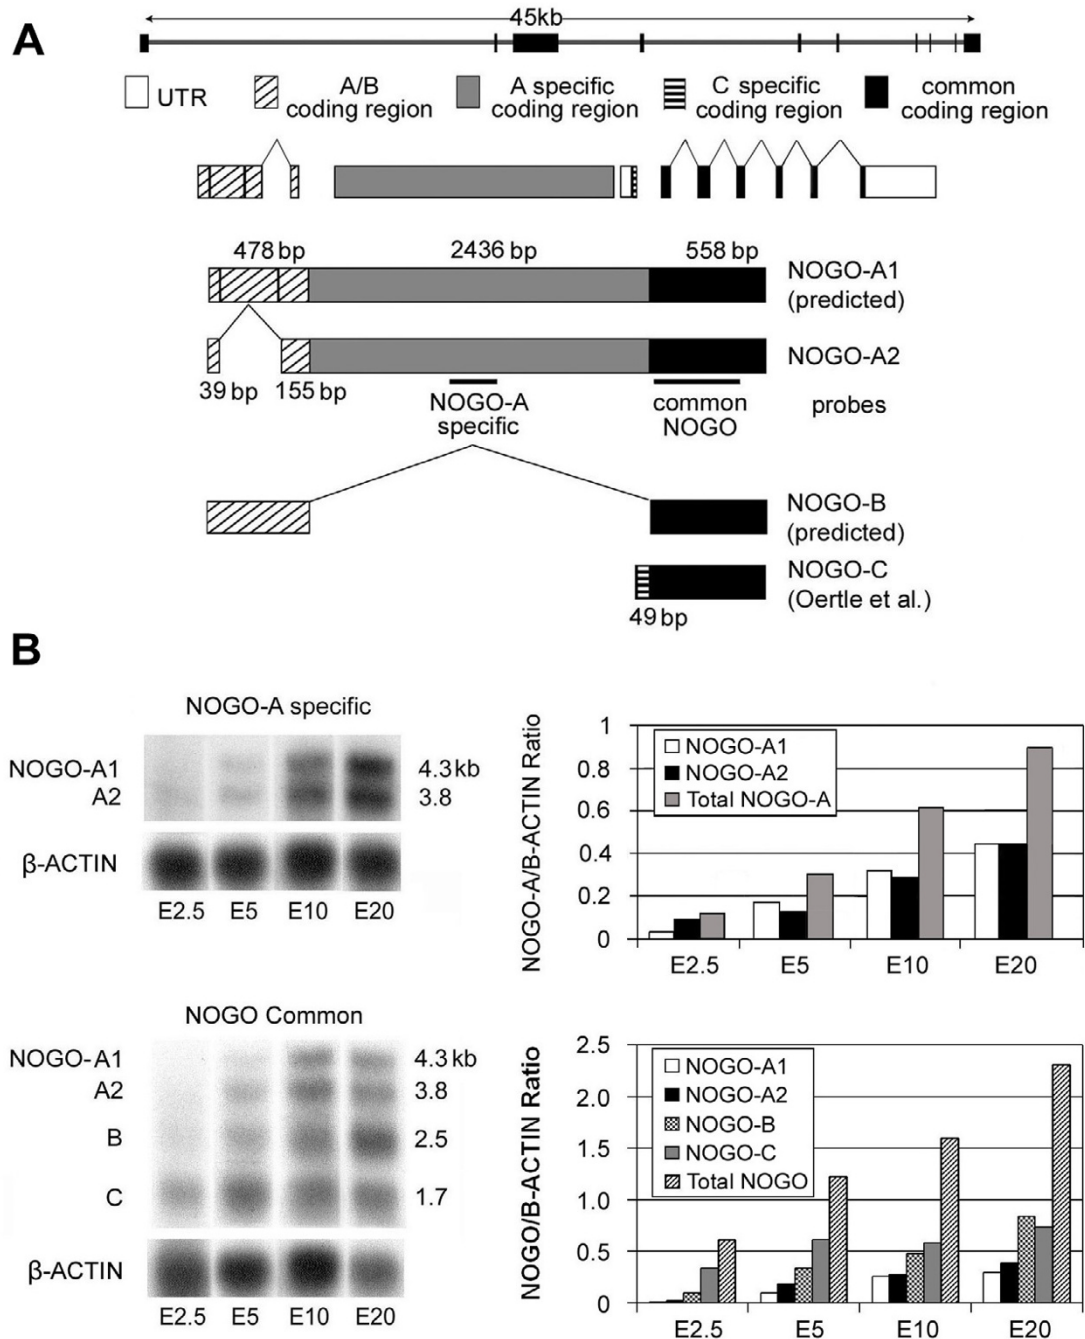 A
45kb
UTR
A/B
coding region
A specific
coding region
C specific
coding region
common
coding region
478 bp
2436 bp
558 bp
NOGO-A1
(predicted)
NOGO-A2
39 bp
155 bp
NOGO-A
specific
common
NOGO
probes
NOGO-B
(predicted)
NOGO-C
(Oertle et al.)
49 bp
B
NOGO-A specific
NOGO-A1
A2
4.3 kb
3.8
β-ACTIN
E2.5 E5 E10 E20
NOGO-A/B-ACTIN Ratio
1
0.8
0.6
0.4
0.2
0
NOGO-A1
NOGO-A2
Total NOGO-A
E2.5 E5 E10 E20
NOGO Common
NOGO-A1
A2
B
C
4.3 kb
3.8
2.5
1.7
β-ACTIN
E2.5 E5 E10 E20
NOGO/B-ACTIN Ratio
2.5
2.0
1.5
1.0
0.5
0
NOGO-A1
NOGO-A2
NOGO-B
NOGO-C
Total NOGO
E2.5 E5 E10 E20